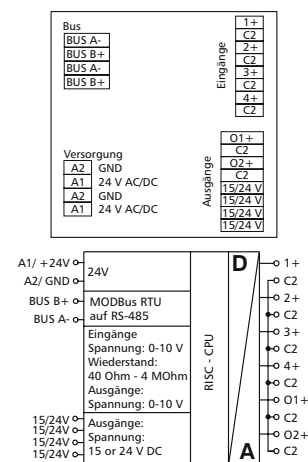 Bus
BUS A-
BUS B+
BUS A-
BUS B+
Versorgung
A2 GND
A1 24 V AC/DC
A2 GND
A1 24 V AC/DC
Eingänge
1+
C2
2+
C2
3+
C2
4+
C2
Ausgänge
O1+
C2
O2+
C2
15/24 V
15/24 V
15/24 V
15/24 V
A1/ +24V
A2/ GND
BUS B+
BUS A-
15/24V
15/24V
15/24V
15/24V
24V
MODBus RTU
auf RS-485
Eingänge
Spannung: 0-10 V
Wiederstand:
40 Ohm - 4 MOhm
Ausgänge:
Spannung: 0-10 V
Ausgänge:
Spannung:
15 or 24 V DC
RISC - CPU
D
A
1+
C2
2+
C2
3+
C2
4+
C2
O1+
C2
O2+
C2